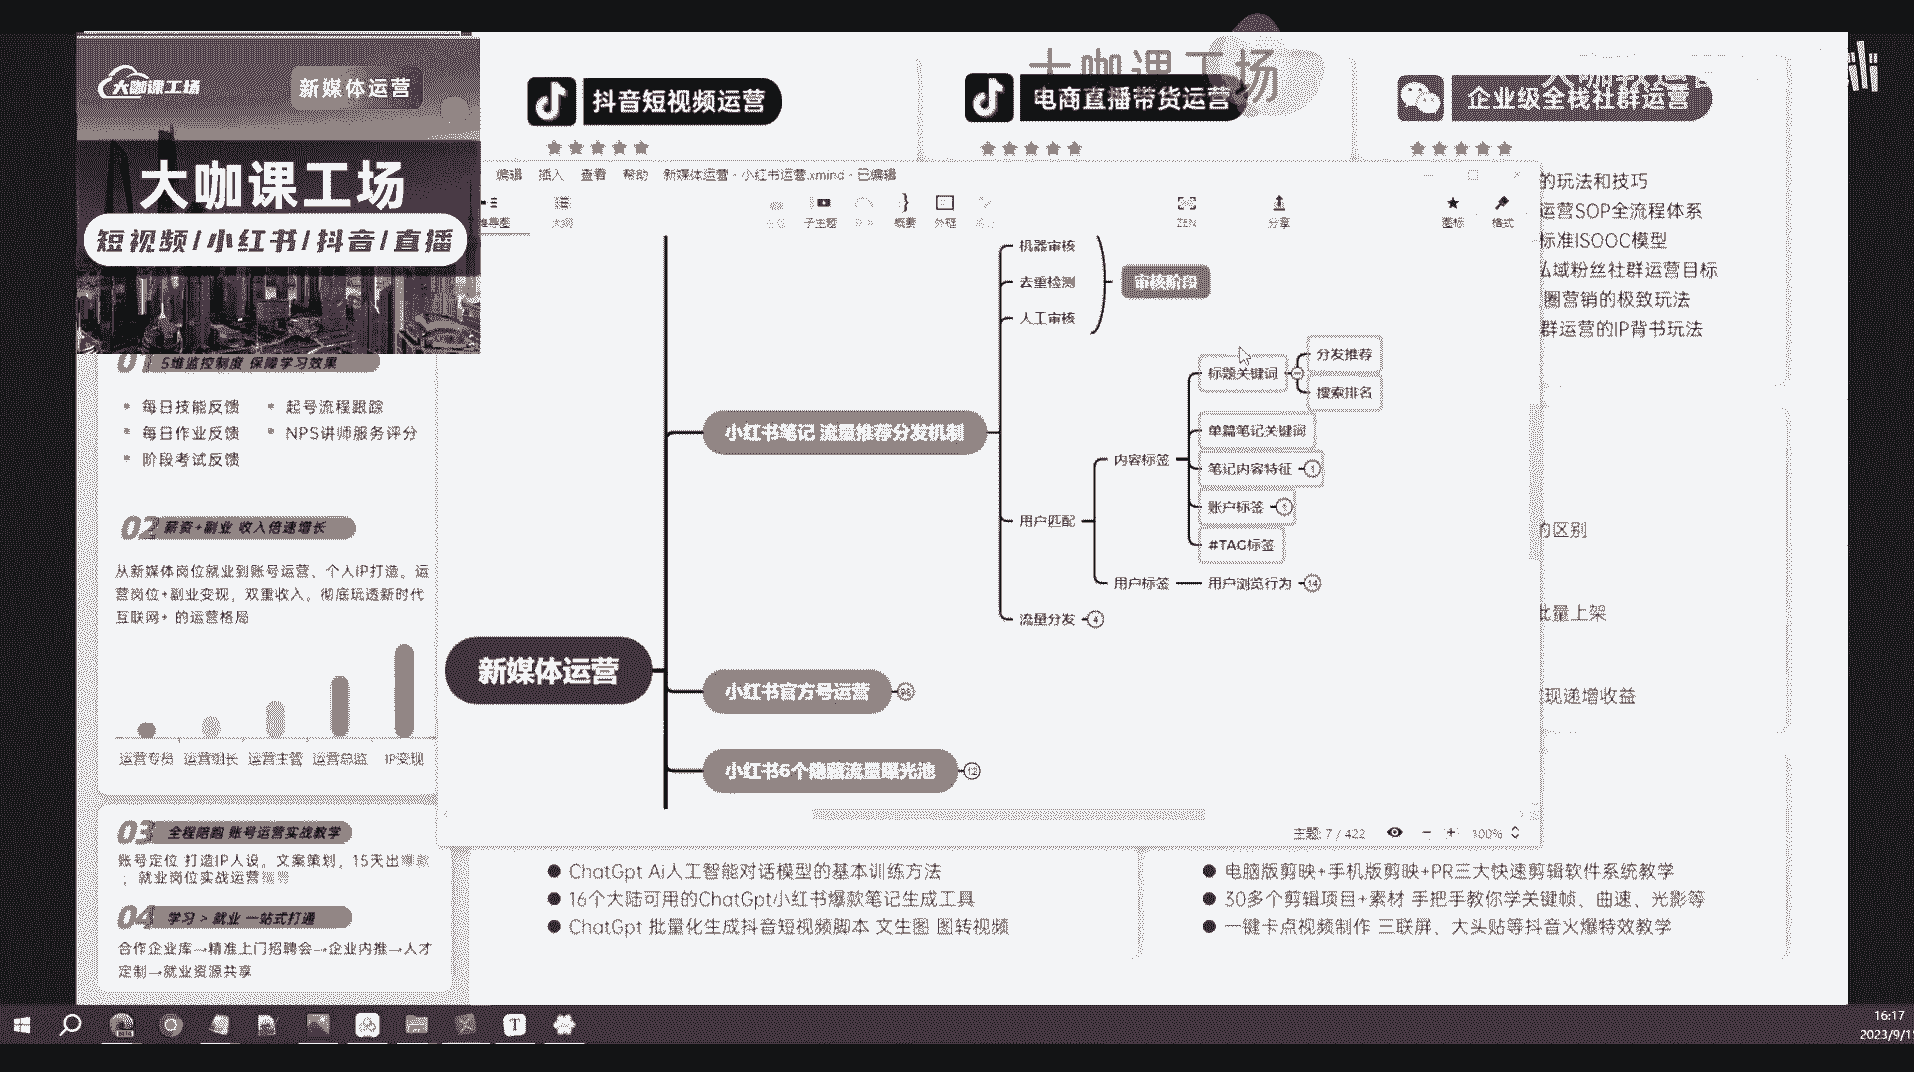 大咖课工场
新媒体运营
大咖课工场
短视频/小红书/抖音/直播
大咖课工场
抖音短视频运营
电商直播带货运营
企业级全栈社群运营
编辑 插入 查看 帮助 新媒体运营 - 小红书运营.xmind - 已编辑
大纲
子主题
概要
外框
ZEN
分享
图标
格式
机器审核
去重检测
人工审核
审核阶段
小红书笔记 流量推荐分发机制
用户匹配
内容标签
标题关键词
分发推荐
搜索排名
单篇笔记关键词
笔记内容特征
账户标签
#TAG标签
用户标签
用户浏览行为 14
流量分发 4
新媒体运营
小红书官方号运营
小红书6个隐藏流量曝光池 12
主题: 7 / 422
100%
的玩法和技巧
运营SOP全流程体系
标准ISOOC模型
私域粉丝社群运营目标
圈营销的极致玩法
群运营的IP背书玩法
的区别
批量上架
现递增收益
01 5维监控制度 保障学习效果
每日技能反馈
起号流程跟踪
每日作业反馈
NPS讲师服务评分
阶段考试反馈
02 薪资+副业 收入倍速增长
从新媒体岗位就业到账号运营、个人IP打造。运
营岗位+副业变现，双重收入。彻底玩透新时代
互联网+ 的运营格局
运营专员 运营组长 运营主管 运营总监 IP变现
03 全程陪跑 账号运营实战教学
账号定位 打造IP人设。文案策划，15天出爆款
；就业岗位实战运营
04 学习 > 就业 一站式打通
合作企业库→精准上门招聘会→企业内推→人才
定制→就业资源共享
ChatGpt Ai人工智能对话模型的基本训练方法
16个大陆可用的ChatGpt小红书爆款笔记生成工具
ChatGpt 批量化生成抖音短视频脚本 文生图 图转视频
电脑版剪映+手机版剪映+PR三大快速剪辑软件系统教学
30多个剪辑项目+素材 手把手教你学关键帧、曲速、光影等
一键卡点视频制作 三联屏、大头贴等抖音火爆特效教学
16:17
2023/9/1